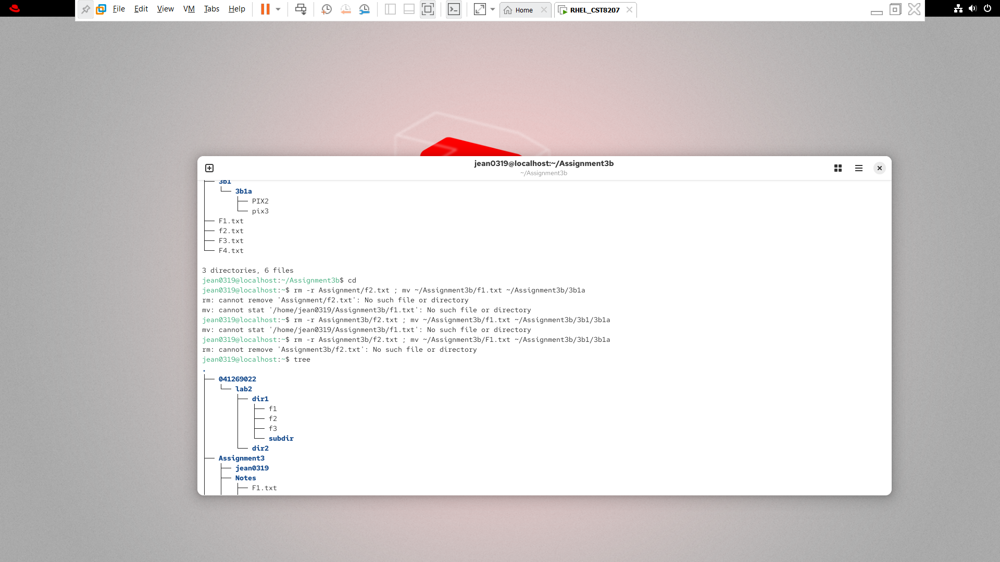 File Edit View VM Tabs Help Home RHEL_CST8207
jean0319@localhost:~/Assignment3b
~/Assignment3b
├── 3b1
│   └── 3b1a
│       ├── PIX2
│       └── pix3
├── F1.txt
├── f2.txt
├── F3.txt
└── F4.txt
3 directories, 6 files
jean0319@localhost:~/Assignment3b$ cd
jean0319@localhost:~$ rm -r Assignment/f2.txt ; mv ~/Assignment3b/f1.txt ~/Assignment3b/3b1a
rm: cannot remove 'Assignment/f2.txt': No such file or directory
mv: cannot stat '/home/jean0319/Assignment3b/f1.txt': No such file or directory
jean0319@localhost:~$ rm -r Assignment3b/f2.txt ; mv ~/Assignment3b/f1.txt ~/Assignment3b/3b1/3b1a
mv: cannot stat '/home/jean0319/Assignment3b/f1.txt': No such file or directory
jean0319@localhost:~$ rm -r Assignment3b/f2.txt ; mv ~/Assignment3b/F1.txt ~/Assignment3b/3b1/3b1a
rm: cannot remove 'Assignment3b/f2.txt': No such file or directory
jean0319@localhost:~$ tree
.
├── 041269022
│   └── lab2
│       ├── dir1
│       │   ├── f1
│       │   ├── f2
│       │   ├── f3
│       │   └── subdir
│       └── dir2
├── Assignment3
│   ├── jean0319
│   ├── Notes
│   │   ├── F1.txt